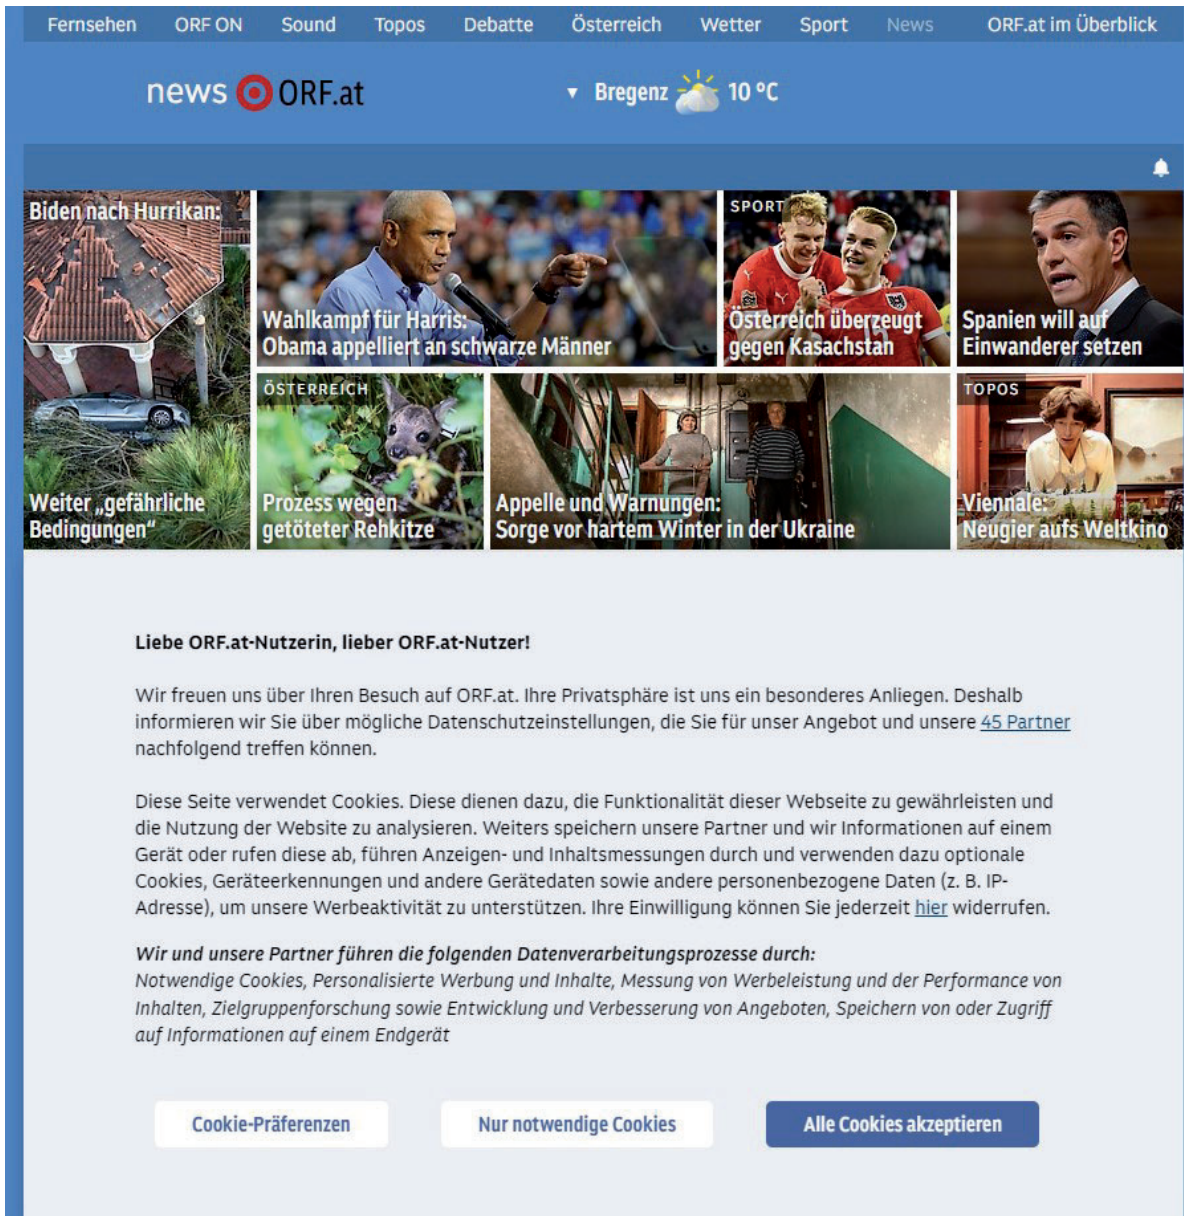 Fernsehen ORF ON Sound Topos Debatte Österreich Wetter Sport News ORF.at im Überblick
news ORF.at
Bregenz 10 °C
Biden nach Hurrikan:
Weiter „gefährliche
Bedingungen“
Wahlkampf für Harris:
Obama appelliert an schwarze Männer
SPORT
Österreich überzeugt
gegen Kasachstan
Spanien will auf
Einwanderer setzen
ÖSTERREICH
Prozess wegen
getöteter Rehkitze
Appelle und Warnungen:
Sorge vor hartem Winter in der Ukraine
TOPOS
Viennale:
Neugier aufs Weltkino
Liebe ORF.at-Nutzerin, lieber ORF.at-Nutzer!
Wir freuen uns über Ihren Besuch auf ORF.at. Ihre Privatsphäre ist uns ein besonderes Anliegen. Deshalb
informieren wir Sie über mögliche Datenschutzeinstellungen, die Sie für unser Angebot und unsere 45 Partner
nachfolgend treffen können.
Diese Seite verwendet Cookies. Diese dienen dazu, die Funktionalität dieser Webseite zu gewährleisten und
die Nutzung der Website zu analysieren. Weiters speichern unsere Partner und wir Informationen auf einem
Gerät oder rufen diese ab, führen Anzeigen- und Inhaltsmessungen durch und verwenden dazu optionale
Cookies, Geräteerkennungen und andere Gerätedaten sowie andere personenbezogene Daten (z. B. IP-
Adresse), um unsere Werbeaktivität zu unterstützen. Ihre Einwilligung können Sie jederzeit hier widerrufen.
Wir und unsere Partner führen die folgenden Datenverarbeitungsprozesse durch:
Notwendige Cookies, Personalisierte Werbung und Inhalte, Messung von Werbeleistung und der Performance von
Inhalten, Zielgruppenforschung sowie Entwicklung und Verbesserung von Angeboten, Speichern von oder Zugriff
auf Informationen auf einem Endgerät
Cookie-Präferenzen Nur notwendige Cookies Alle Cookies akzeptieren